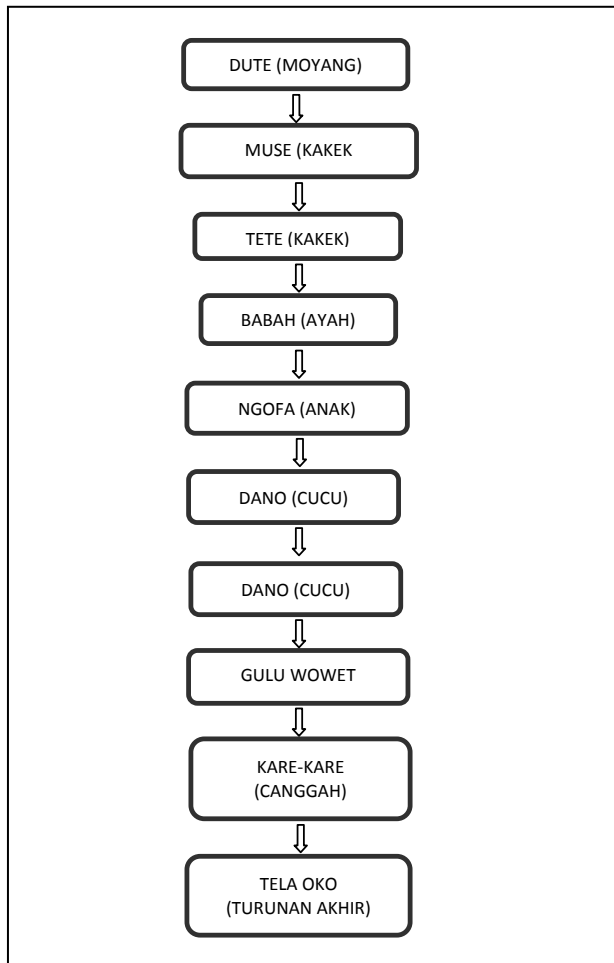 DUTE (MOYANG)
MUSE (KAKEK
TETE (KAKEK)
BABAH (AYAH)
NGOFA (ANAK)
DANO (CUCU)
DANO (CUCU)
GULU WOWET
KARE-KARE
(CANGGAH)
TELA OKO
(TURUNAN AKHIR)